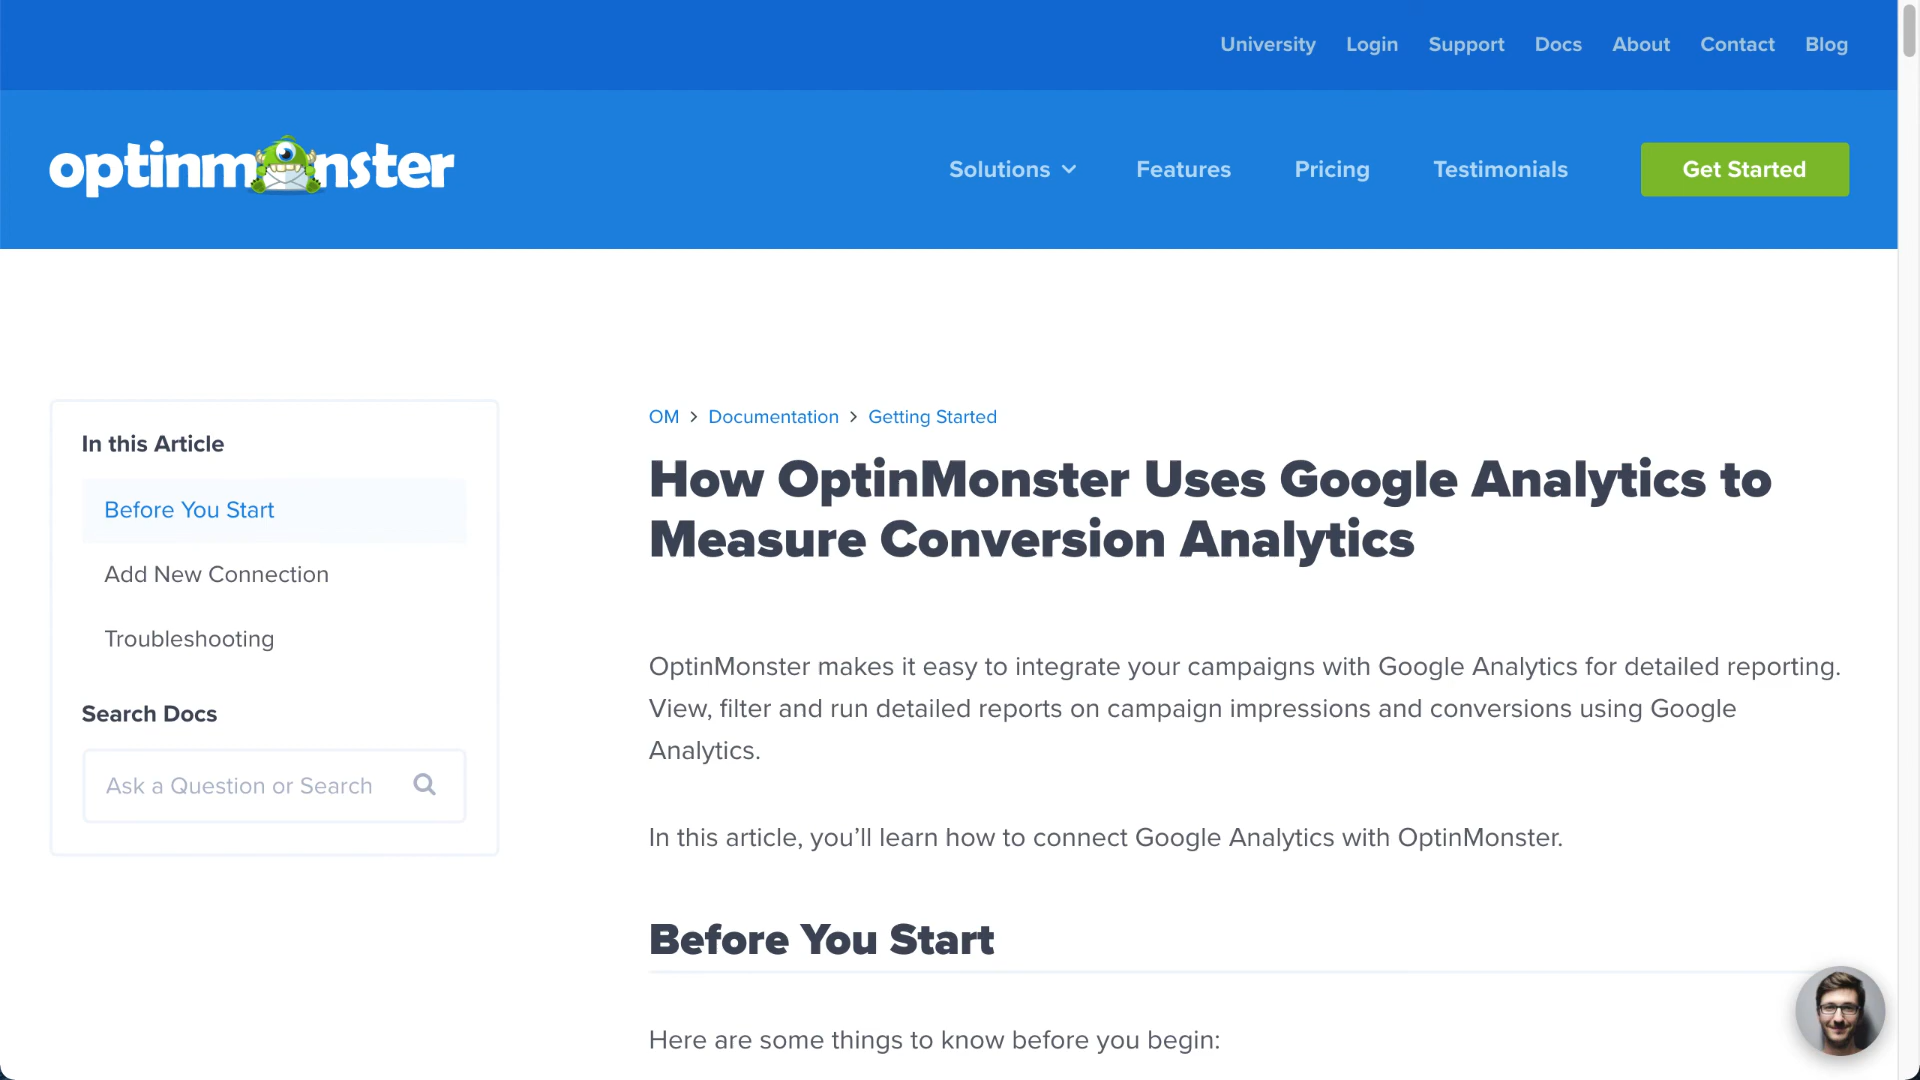 University Login Support Docs About Contact Blog
optinmonster
Solutions Features Pricing Testimonials Get Started
In this Article
Before You Start
Add New Connection
Troubleshooting
Search Docs
Ask a Question or Search
OM > Documentation > Getting Started
How OptinMonster Uses Google Analytics to
Measure Conversion Analytics
OptinMonster makes it easy to integrate your campaigns with Google Analytics for detailed reporting.
View, filter and run detailed reports on campaign impressions and conversions using Google
Analytics.
In this article, you’ll learn how to connect Google Analytics with OptinMonster.
Before You Start
Here are some things to know before you begin: